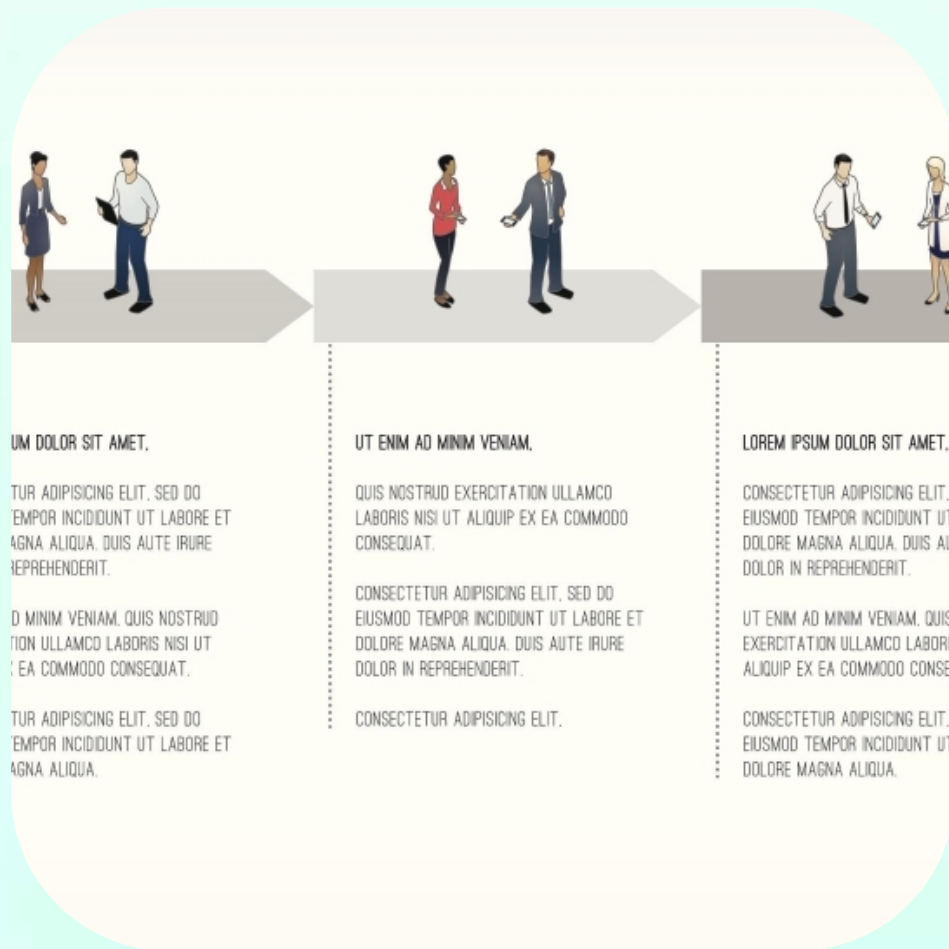 UM DOLOR SIT AMET,
TUR ADIPISICING ELIT, SED DO
TEMPOR INCIDIDUNT UT LABORE ET
AGNA ALIQUA. DUIS AUTE IRURE
REPREHENDERIT.
D MINIM VENIAM, QUIS NOSTRUD
TION ULLAMCO LABORIS NISI UT
EA COMMODO CONSEQUAT.
TUR ADIPISICING ELIT, SED DO
TEMPOR INCIDIDUNT UT LABORE ET
AGNA ALIQUA.
UT ENIM AD MINIM VENIAM,
QUIS NOSTRUD EXERCITATION ULLAMCO
LABORIS NISI UT ALIQUIP EX EA COMMODO
CONSEQUAT.
CONSECTETUR ADIPISICING ELIT, SED DO
EIUSMOD TEMPOR INCIDIDUNT UT LABORE ET
DOLORE MAGNA ALIQUA. DUIS AUTE IRURE
DOLOR IN REPREHENDERIT.
CONSECTETUR ADIPISICING ELIT,
LOREM IPSUM DOLOR SIT AMET,
CONSECTETUR ADIPISICING ELIT,
EIUSMOD TEMPOR INCIDIDUNT UT
DOLORE MAGNA ALIQUA. DUIS AU
DOLOR IN REPREHENDERIT.
UT ENIM AD MINIM VENIAM, QUIS
EXERCITATION ULLAMCO LABORI
ALIQUIP EX EA COMMODO CONSE
CONSECTETUR ADIPISICING ELIT,
EIUSMOD TEMPOR INCIDIDUNT UT
DOLORE MAGNA ALIQUA.